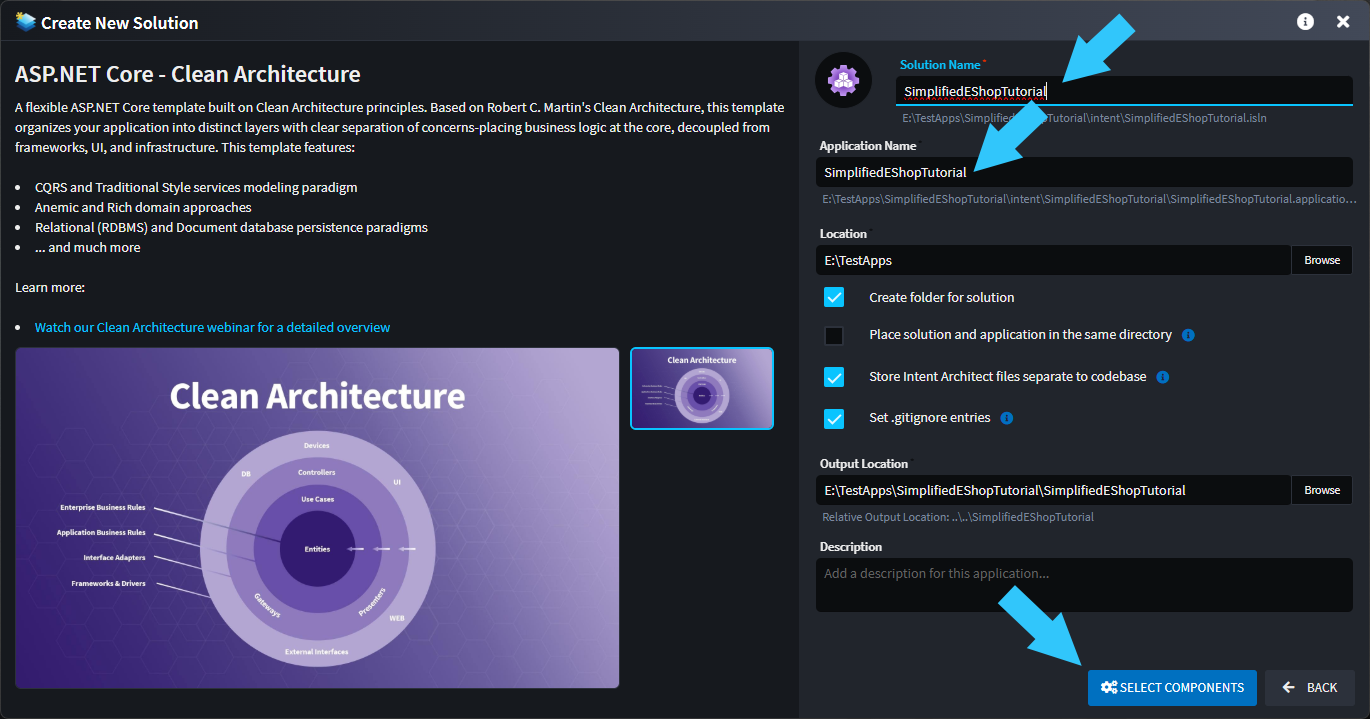 Create New Solution
ASP.NET Core - Clean Architecture
A flexible ASP.NET Core template built on Clean Architecture principles. Based on Robert C. Martin's Clean Architecture, this template
organizes your application into distinct layers with clear separation of concerns-placing business logic at the core, decoupled from
frameworks, UI, and infrastructure. This template features:
• CQRS and Traditional Style services modeling paradigm
• Anemic and Rich domain approaches
• Relational (RDBMS) and Document database persistence paradigms
• ... and much more
Learn more:
• Watch our Clean Architecture webinar for a detailed overview
Clean Architecture
Devices
DB
Controllers
UI
Use Cases
Entities
Enterprise Business Rules
Application Business Rules
Interface Adapters
Frameworks & Drivers
Gateways
Presenters
WEB
External Interfaces
Clean Architecture
Solution Name*
SimplifiedEShopTutorial
E:\TestApps\SimplifiedEShopTutorial\intent\SimplifiedEShopTutorial.isln
Application Name
SimplifiedEShopTutorial
E:\TestApps\SimplifiedEShopTutorial\intent\SimplifiedEShopTutorial\SimplifiedEShopTutorial.applicatio...
Location
E:\TestApps
Browse
Create folder for solution
Place solution and application in the same directory
Store Intent Architect files separate to codebase
Set .gitignore entries
Output Location
E:\TestApps\SimplifiedEShopTutorial\SimplifiedEShopTutorial
Browse
Relative Output Location: ..\..\SimplifiedEShopTutorial
Description
Add a description for this application...
SELECT COMPONENTS
BACK